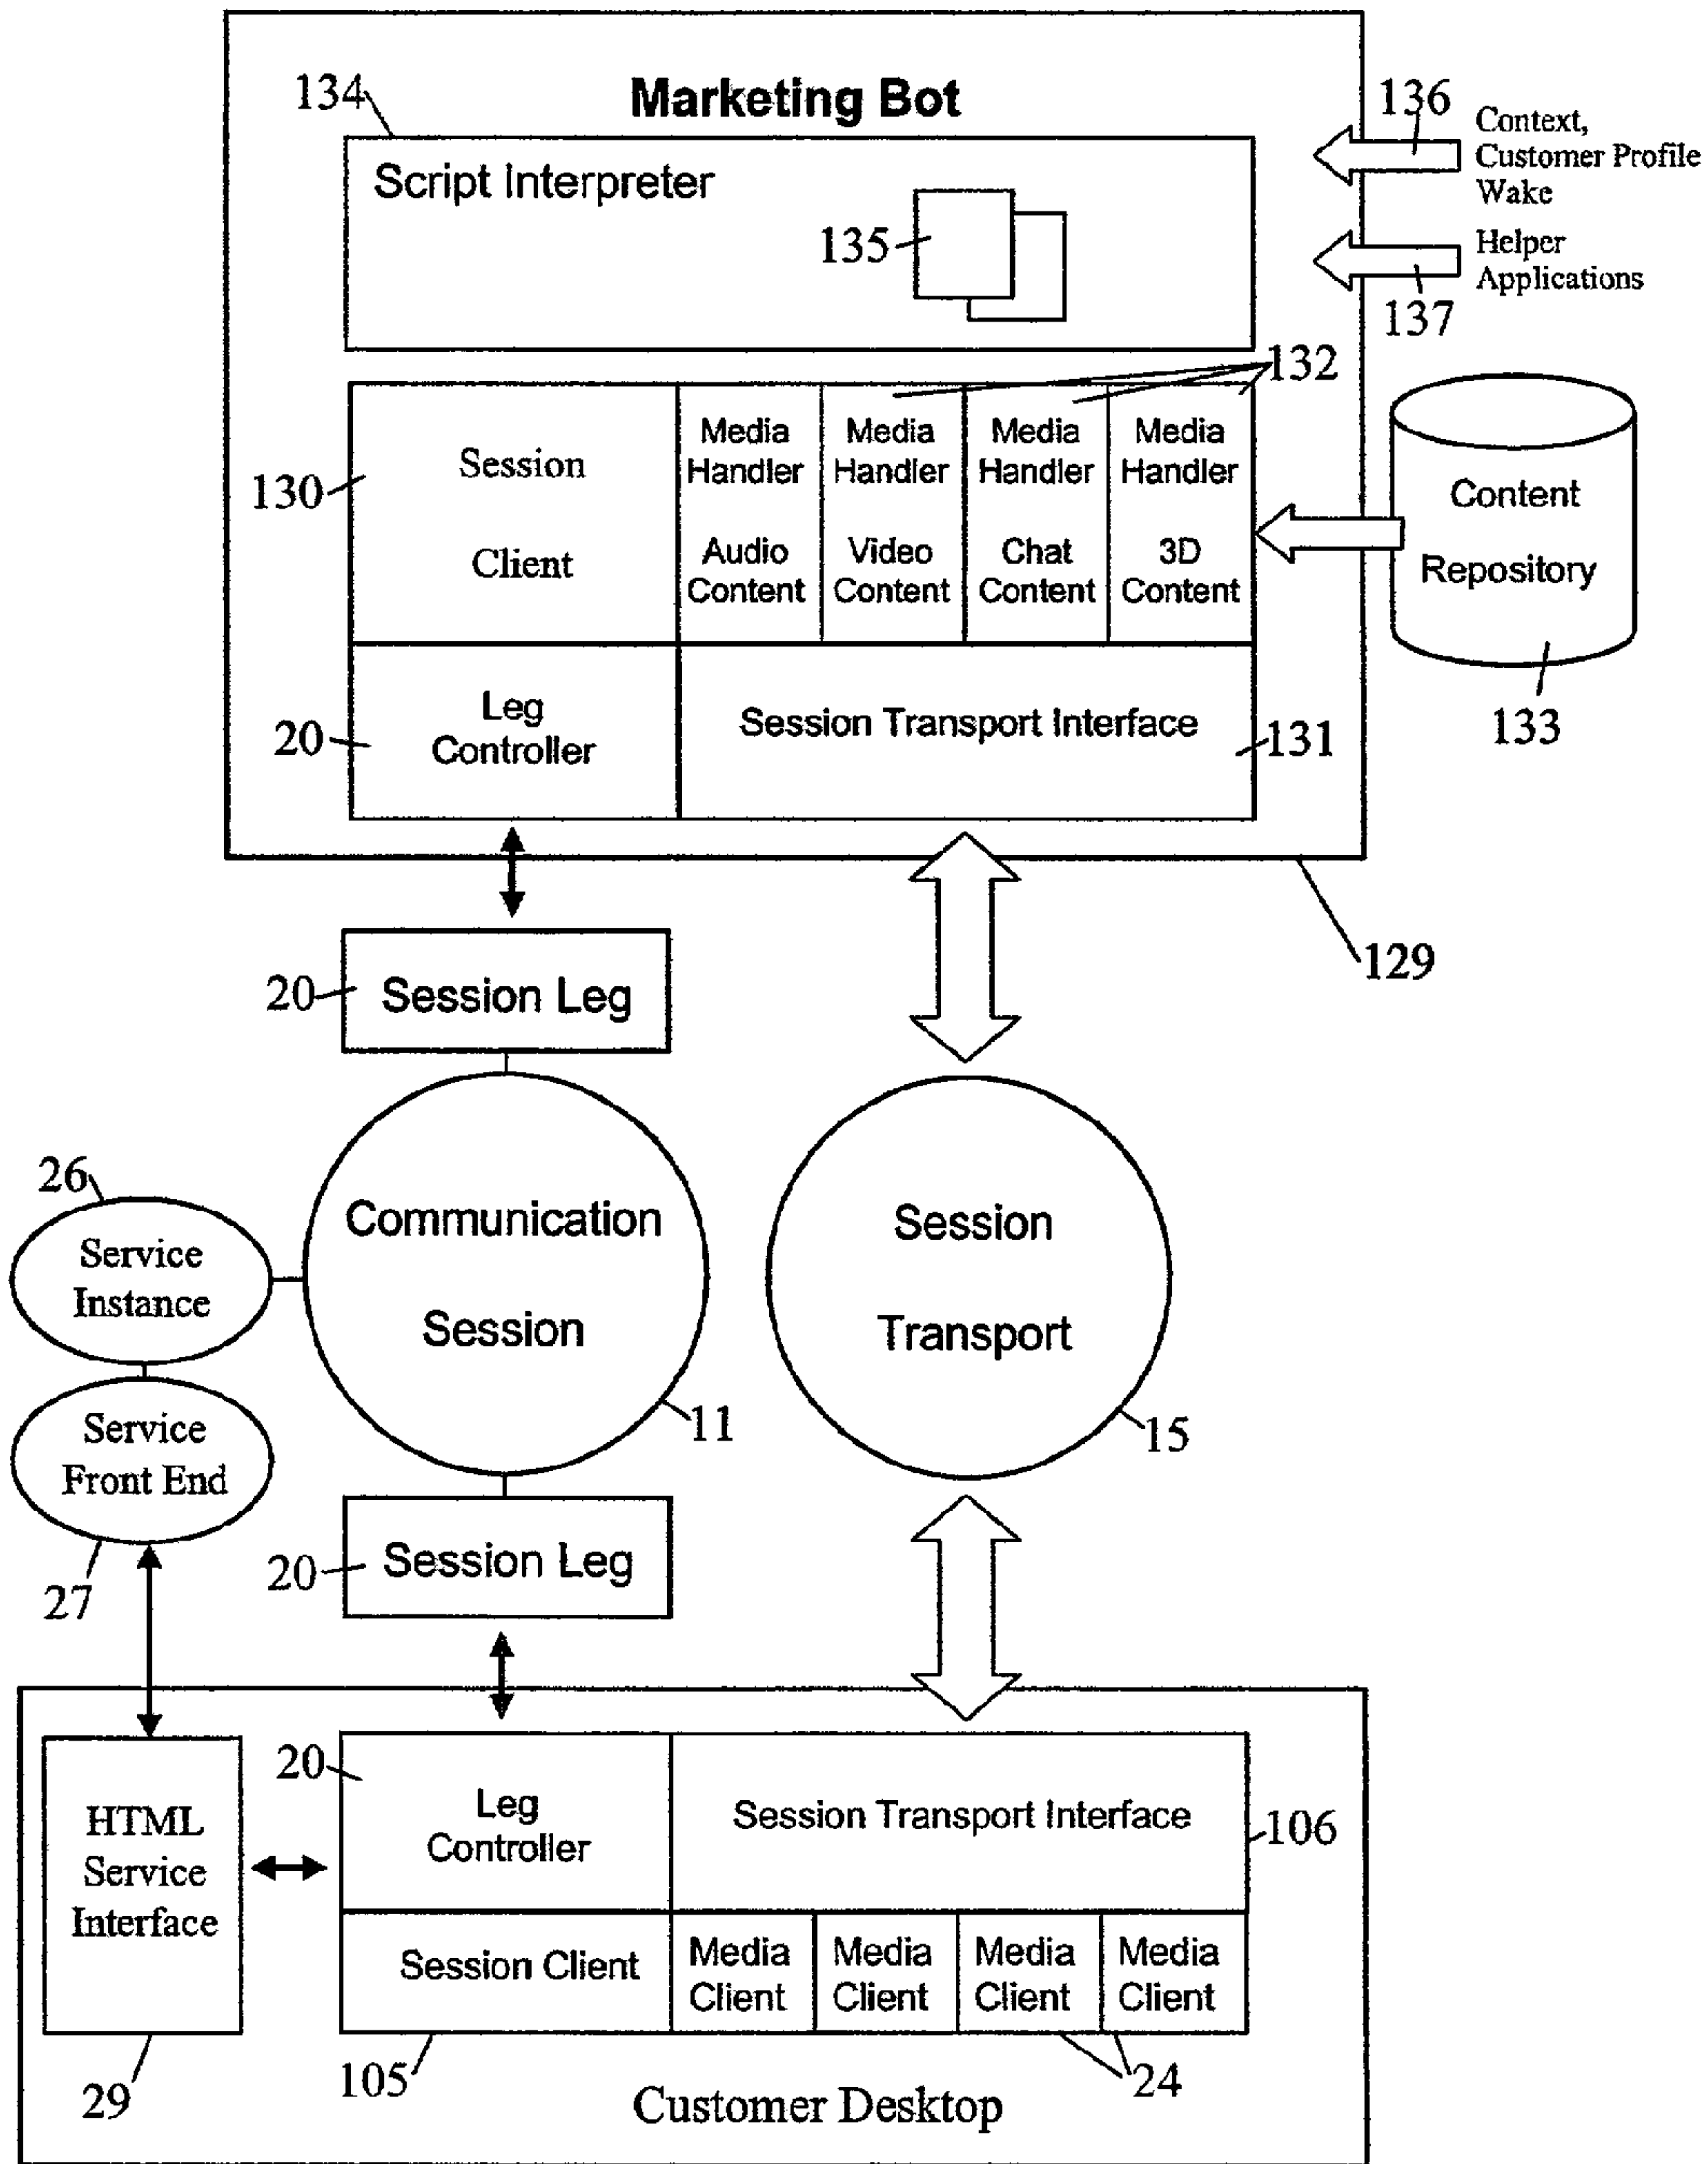 Marketing Bot
134
Script Interpreter
135
136
Context,
Customer Profile
Wake
Helper
Applications
137
132
130
Session
Client
Media
Handler
Audio
Content
Media
Handler
Video
Content
Media
Handler
Chat
Content
Media
Handler
3D
Content
Content
Repository
133
20
Leg
Controller
Session Transport Interface
131
129
20
Session Leg
26
Service
Instance
Communication
Session
11
Session
Transport
15
Service
Front End
27
20
Session Leg
HTML
Service
Interface
29
20
Leg
Controller
Session Transport Interface
106
Session Client
Media
Client
Media
Client
Media
Client
Media
Client
105
24
Customer Desktop